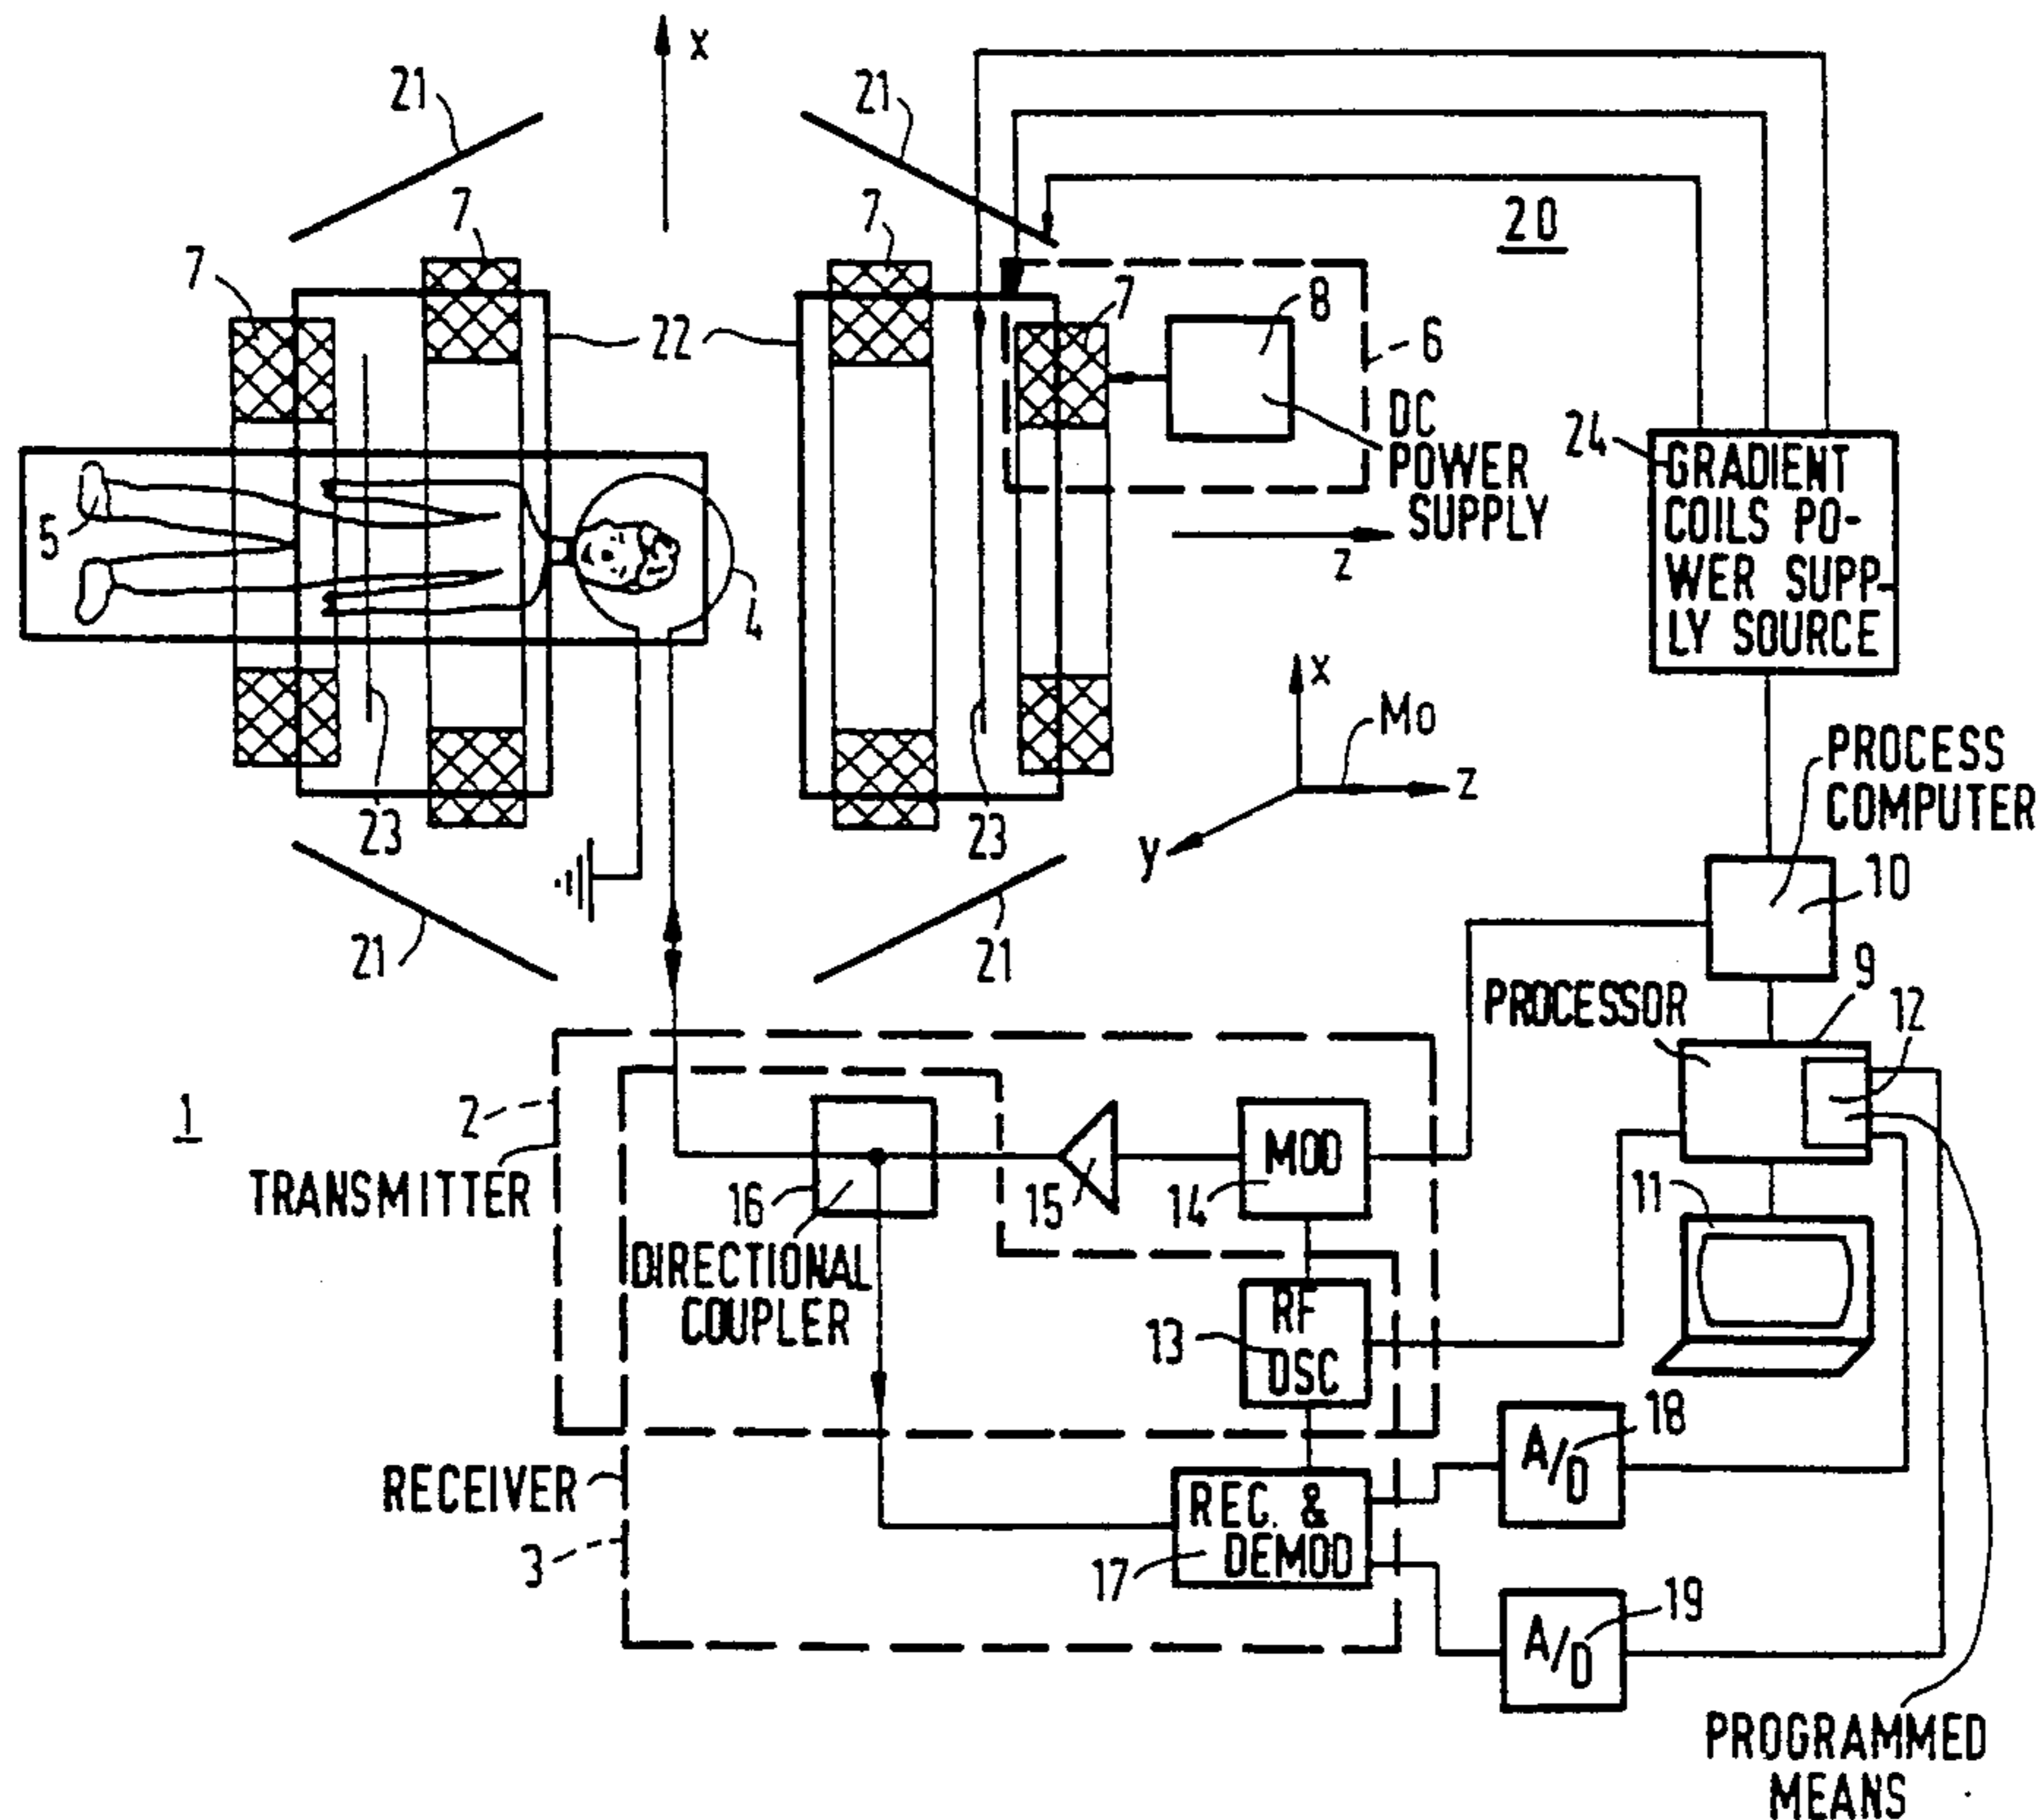 x
21
21
7
7
7
20
7
8
22
6
DC
POWER
SUPPLY
24
GRADIENT
COILS PO-
WER SUPP-
LY SOURCE
5
z
4
x
Mo
z
y
23
23
PROCESS
COMPUTER
10
21
21
9
PROCESSOR
12
1
2
TRANSMITTER
16
DIRECTIONAL
COUPLER
15
MOD
14
11
RF
OSC
13
RECEIVER
3
REC. &
DEMOD
17
A/D
18
A/D
19
PROGRAMMED
MEANS